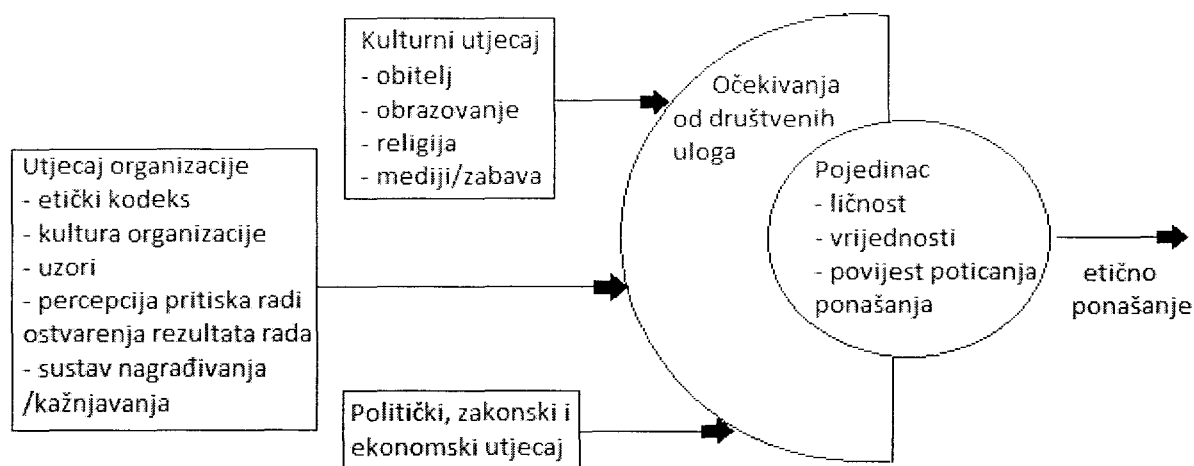 Kulturni utjecaj
- obitelj
- obrazovanje
- religija
- mediji/zabava
Utjecaj organizacije
- etički kodeks
- kultura organizacije
- uzori
- percepcija pritiska radi
ostvarenja rezultata rada
- sustav nagrađivanja
/kažnjavanja
Politički, zakonski i
ekonomski utjecaj
Očekivanja
od društvenih
uloga
Pojedinac
- ličnost
- vrijednosti
- povijest poticanja
ponašanja
etično
ponašanje